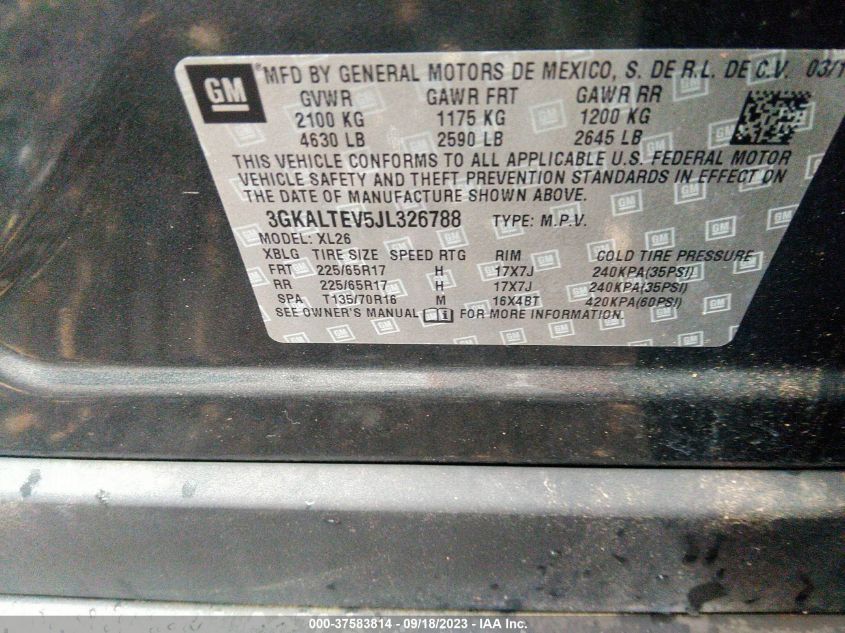 GM
MFD BY GENERAL MOTORS DE MEXICO, S. DE R.L. DE C.V. 03/1
GVWR GAWR FRT GAWR RR
2100 KG 1175 KG 1200 KG
4630 LB 2590 LB 2645 LB
THIS VEHICLE CONFORMS TO ALL APPLICABLE U.S. FEDERAL MOTOR
VEHICLE SAFETY AND THEFT PREVENTION STANDARDS IN EFFECT ON
THE DATE OF MANUFACTURE SHOWN ABOVE.
3GKALTEV5JL326788 TYPE: M.P.V.
MODEL: XL26
XBLG TIRE SIZE SPEED RTG RIM COLD TIRE PRESSURE
FRT 225/65R17 H 17X7J 240KPA(35PSI)
RR 225/65R17 H 17X7J 240KPA(35PSI)
SPA T135/70R16 M 16X4BT 420KPA(60PSI)
SEE OWNER'S MANUAL FOR MORE INFORMATION.
000-37583814 - 09/18/2023 - IAA Inc.